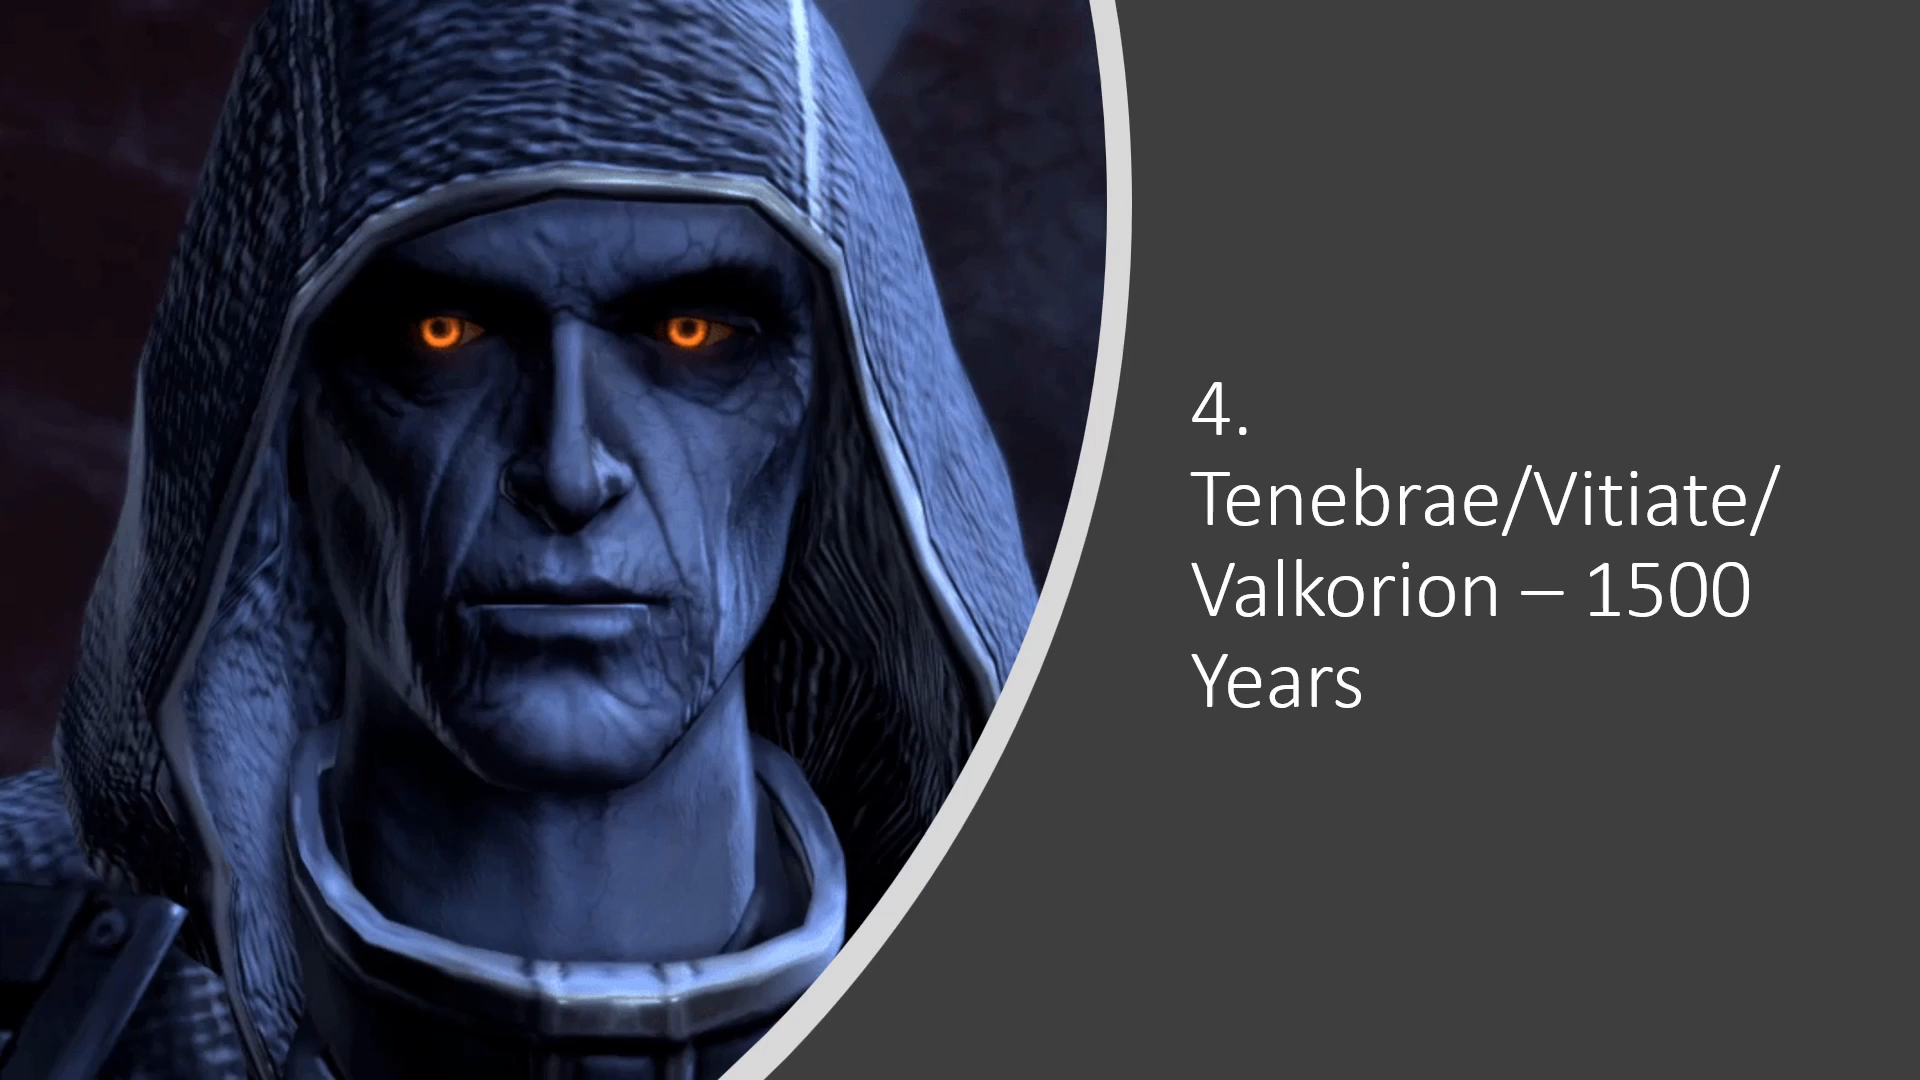 4.
Tenebrae/Vitiate/
Valkorion – 1500
Years